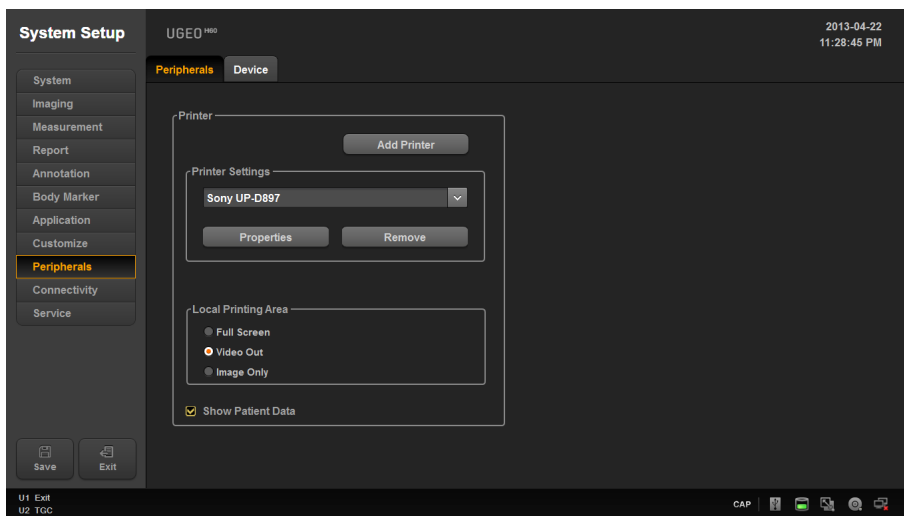 System Setup
UGEO H60
2013-04-22
11:28:45 PM
Peripherals Device
System
Imaging
Measurement
Report
Annotation
Body Marker
Application
Customize
Peripherals
Connectivity
Service
Printer
Add Printer
Printer Settings
Sony UP-D897
Properties Remove
Local Printing Area
Full Screen
Video Out
Image Only
Show Patient Data
Save Exit
U1 Exit
U2 TGC
CAP